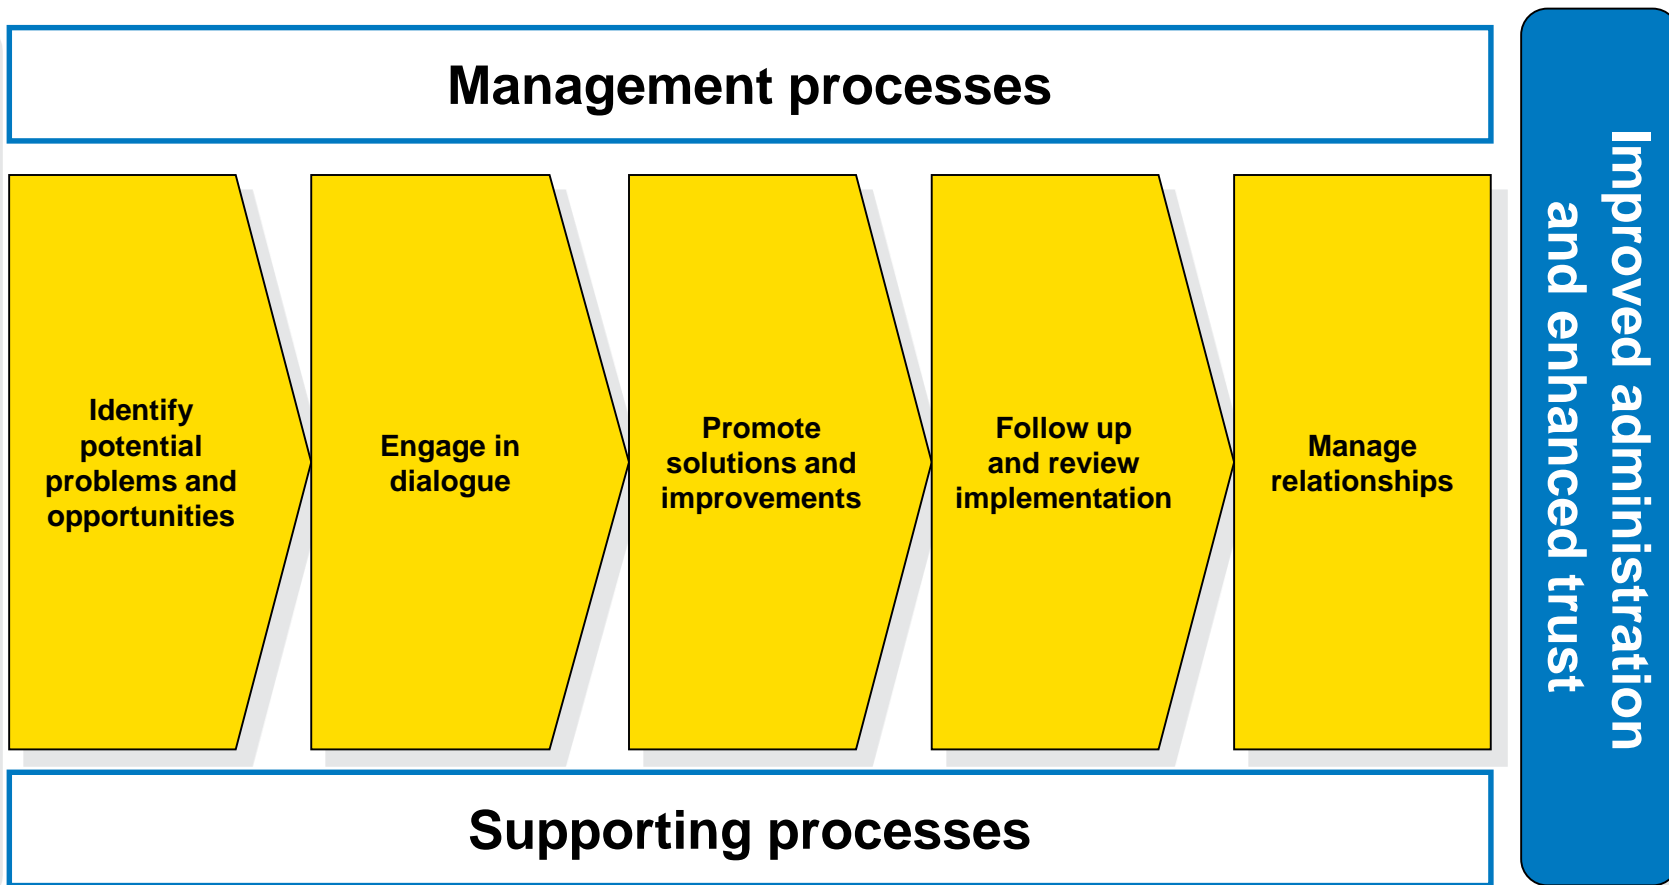 Management processes
Identify
potential
problems and
opportunities
Engage in
dialogue
Promote
solutions and
improvements
Follow up
and review
implementation
Manage
relationships
Supporting processes
Improved administration
and enhanced trust